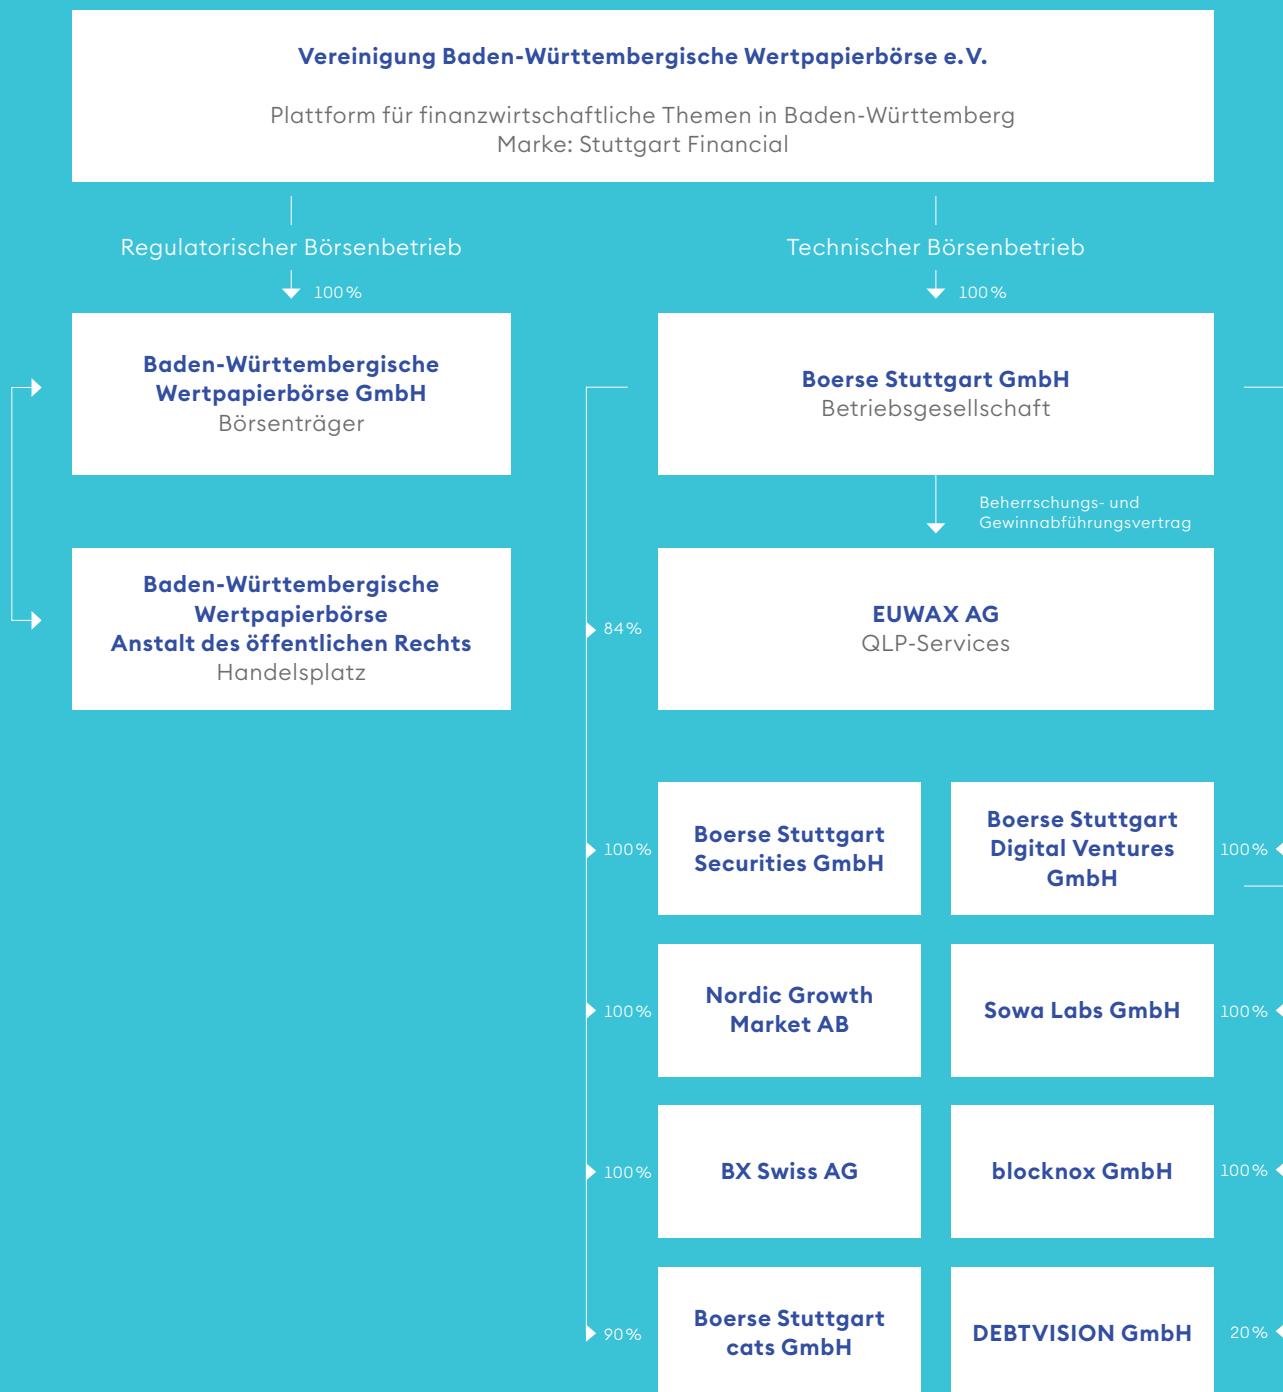 Vereinigung Baden-Württembergische Wertpapierbörse e.V.
Plattform für finanzwirtschaftliche Themen in Baden-Württemberg
Marke: Stuttgart Financial
Regulatorischer Börsenbetrieb
100 %
Technischer Börsenbetrieb
100 %
Baden-Württembergische
Wertpapierbörse GmbH
Börsenträger
Boerse Stuttgart GmbH
Betriebsgesellschaft
Beherrschungs- und
Gewinnabführungsvertrag
Baden-Württembergische
Wertpapierbörse
Anstalt des öffentlichen Rechts
Handelsplatz
84 %
EUWAX AG
QLP-Services
100 %
Boerse Stuttgart
Securities GmbH
Boerse Stuttgart
Digital Ventures
GmbH
100 %
100 %
Nordic Growth
Market AB
Sowa Labs GmbH
100 %
100 %
BX Swiss AG
blocknox GmbH
100 %
90 %
Boerse Stuttgart
cats GmbH
DEBTVISION GmbH
20 %